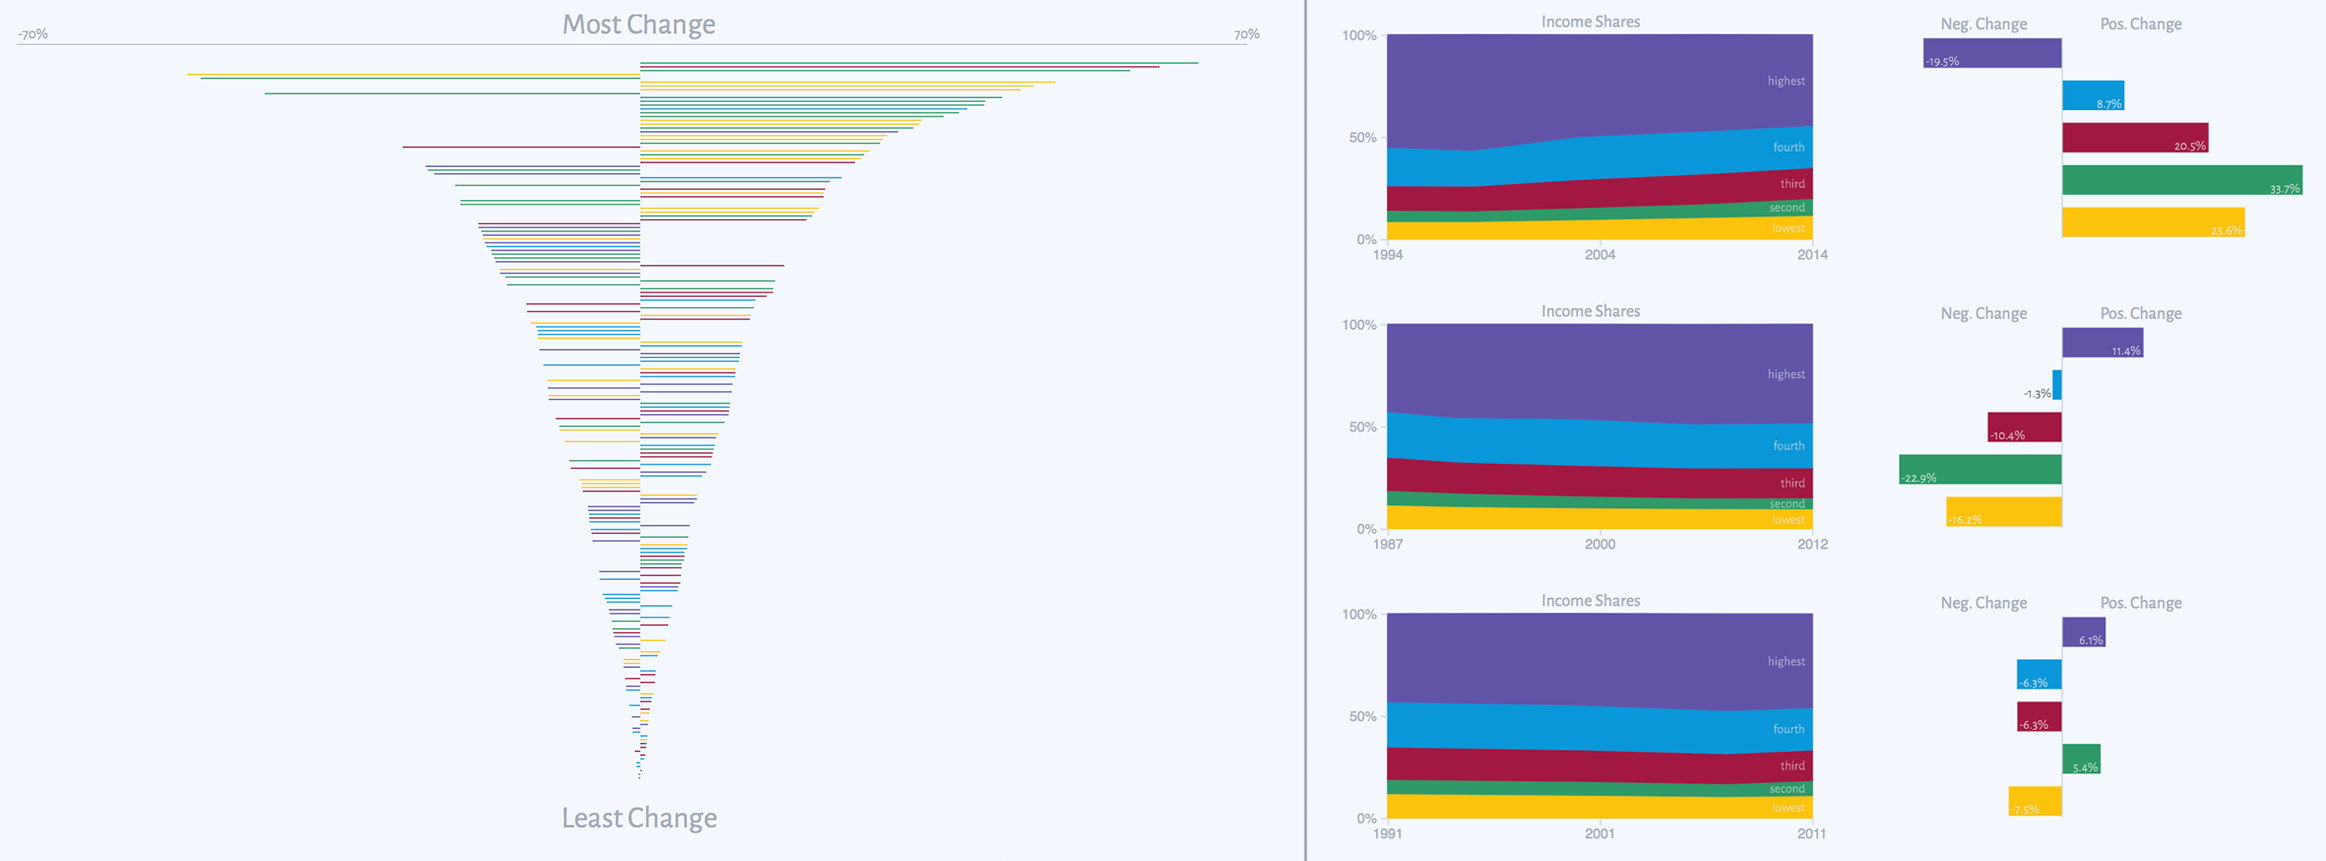 Most Change
-70%
70%
Least Change
Income Shares
Neg. Change
Pos. Change
100%
50%
0%
highest
fourth
third
second
lowest
1994
2004
2014
-19.5%
8.7%
20.5%
33.7%
25.6%
Income Shares
Neg. Change
Pos. Change
100%
50%
0%
highest
fourth
third
second
lowest
1987
2000
2012
11.4%
-1.3%
-10.4%
-22.9%
-16.2%
Income Shares
Neg. Change
Pos. Change
100%
50%
0%
highest
fourth
third
second
lowest
1991
2001
2011
6.1%
-6.3%
-6.3%
5.4%
-7.5%